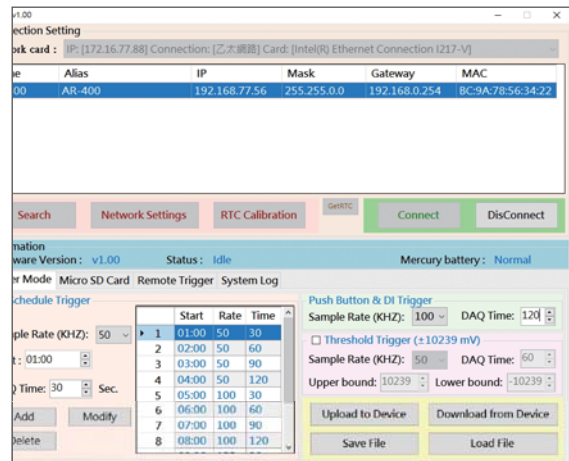 v1.00
ection Setting
ork card : IP: [172.16.77.88] Connection: [乙太網路] Card: [Intel(R) Ethernet Connection I217-V]
e Alias IP Mask Gateway MAC
00 AR-400 192.168.77.56 255.255.0.0 192.168.0.254 BC:9A:78:56:34:22
Search Network Settings RTC Calibration GetRTC Connect DisConnect
mation
ware Version : v1.00 Status : Idle Mercury battery : Normal
er Mode Micro SD Card Remote Trigger System Log
chedule Trigger
ple Rate (KHZ): 50
: 01:00
Time: 30 Sec.
Add Modify
Delete
Start Rate Time
1 01:00 50 30
2 02:00 50 60
3 03:00 50 90
4 04:00 50 120
5 05:00 100 30
6 06:00 100 60
7 07:00 100 90
8 08:00 100 120
Push Button & DI Trigger
Sample Rate (KHZ): 100 DAQ Time: 120
Threshold Trigger (±10239 mV)
Sample Rate (KHZ): 50 DAQ Time: 60
Upper bound: 10239 Lower bound: -10239
Upload to Device Download from Device
Save File Load File